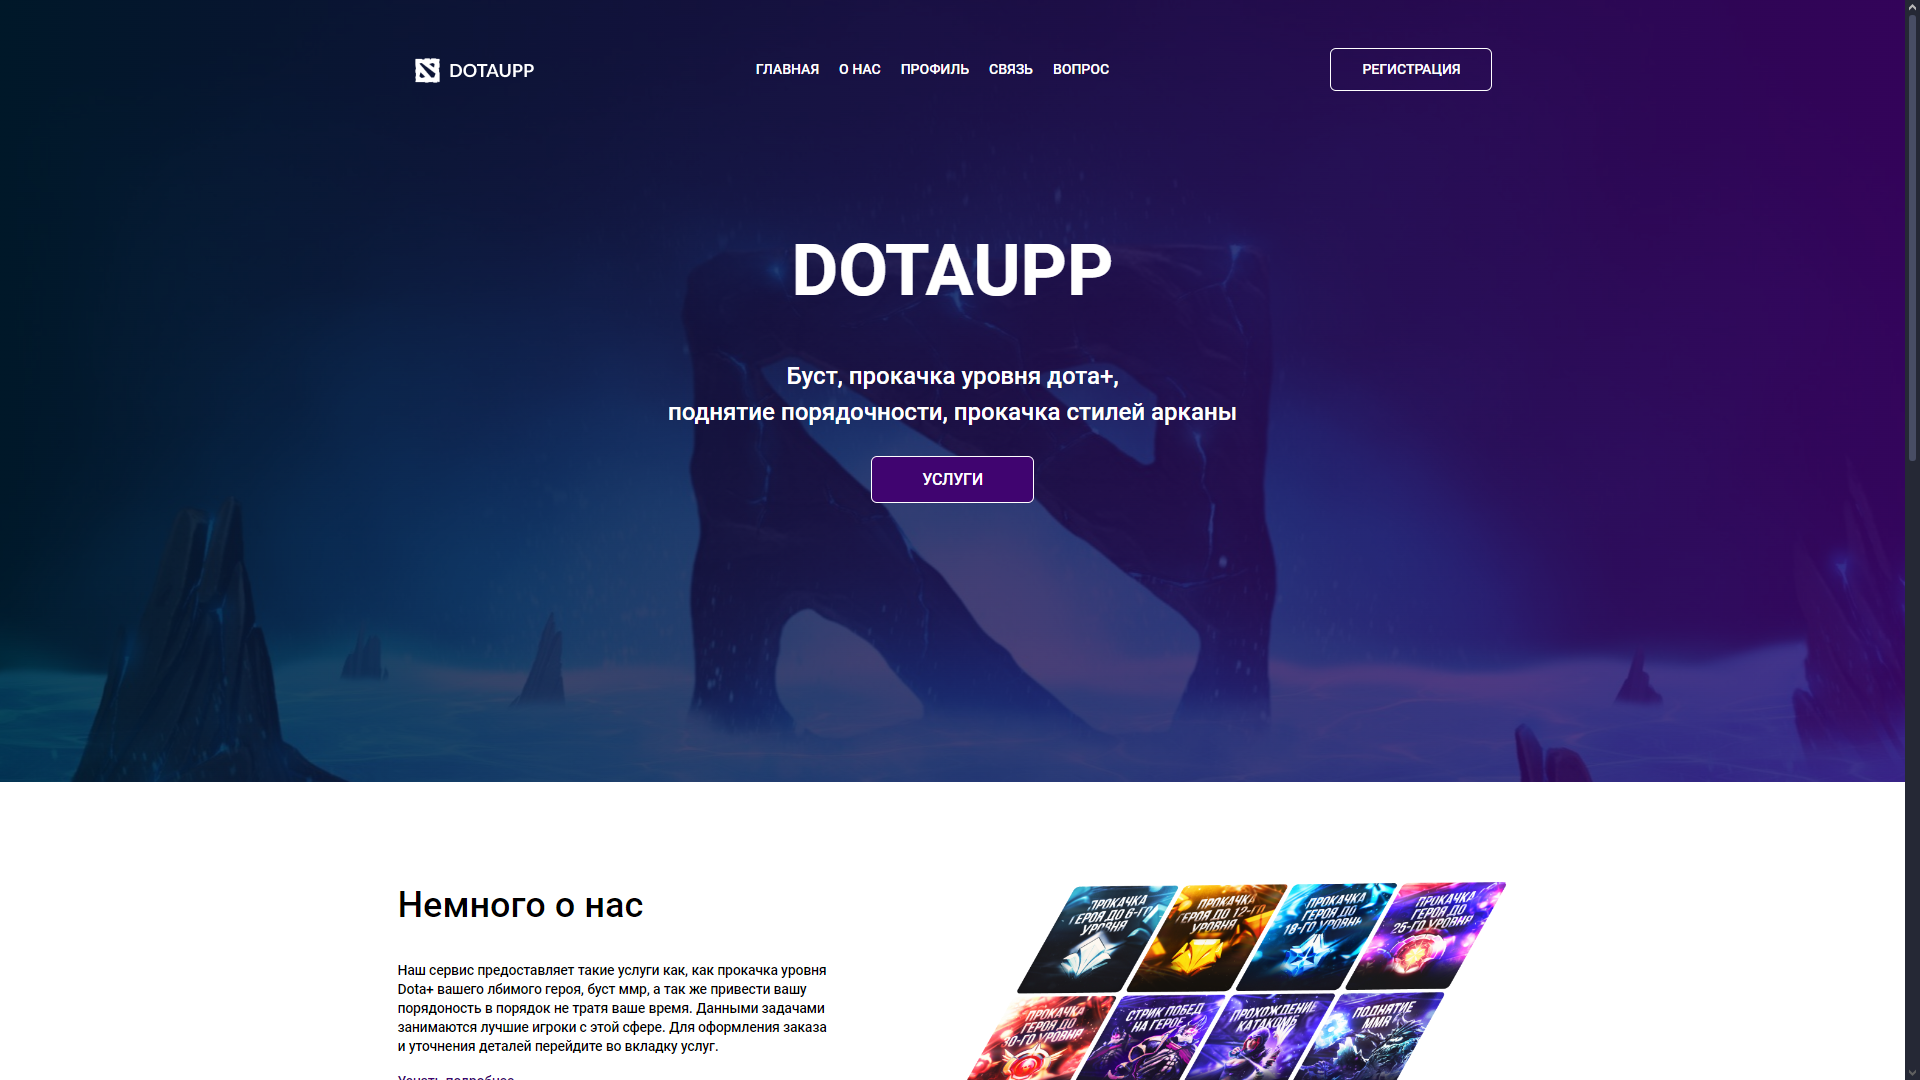 DOTAUPP
ГЛАВНАЯ
О НАС
ПРОФИЛЬ
СВЯЗЬ
ВОПРОС
РЕГИСТРАЦИЯ
DOTAUPP
Буст, прокачка уровня дота+,
поднятие порядочности, прокачка стилей арканы
УСЛУГИ
Немного о нас
Наш сервис предоставляет такие услуги как, как прокачка уровня
Dota+ вашего лбимого героя, буст ммр, а так же привести вашу
порядоность в порядок не тратя ваше время. Данными задачами
занимаются лучшие игроки с этой сфере. Для оформления заказа
и уточнения деталей перейдите во вкладку услуг.
Узнать подробнее
ПРОКАЧКА
ГЕРОЯ ДО 6-ГО
УРОВНЯ
ПРОКАЧКА
ГЕРОЯ ДО 12-ГО
УРОВНЯ
ПРОКАЧКА
ГЕРОЯ ДО
18-ГО УРОВНЯ
ПРОКАЧКА
ГЕРОЯ ДО
25-ГО УРОВНЯ
ПРОКАЧКА
ГЕРОЯ ДО
30-ГО УРОВНЯ
СТРИК ПОБЕД
НА ГЕРОЕ
ПРОХОЖДЕНИЕ
КАТАКОМБ
ПОДНЯТИЕ
MMR